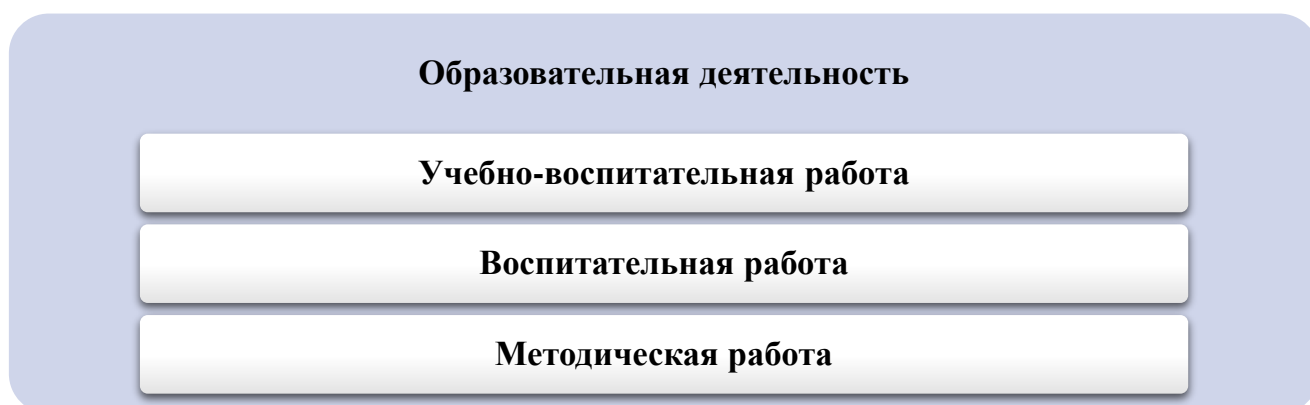 Образовательная деятельность
Учебно-воспитательная работа
Воспитательная работа
Методическая работа